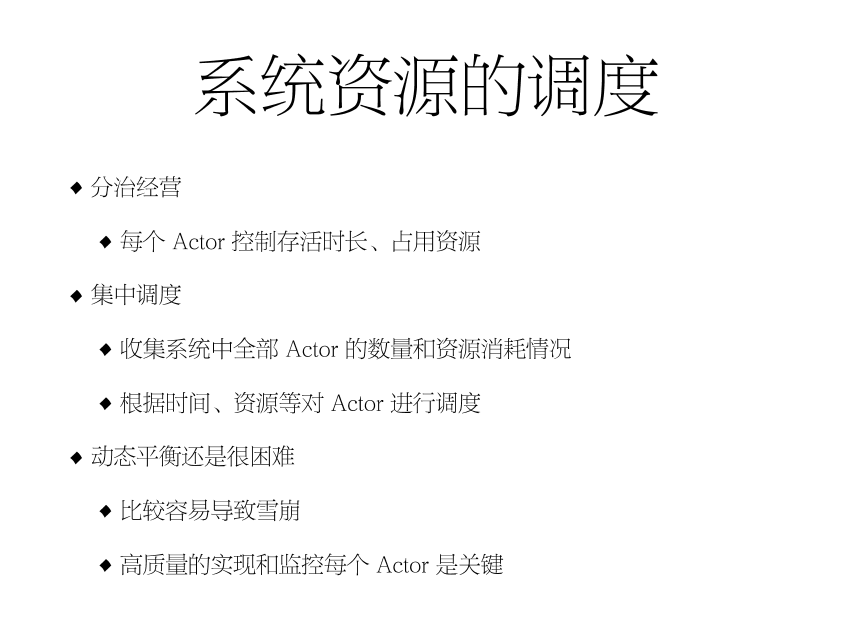 系统资源的调度
◆ 分治经营
◆ 每个 Actor 控制存活时长、占用资源
◆ 集中调度
◆ 收集系统中全部 Actor 的数量和资源消耗情况
◆ 根据时间、资源等对 Actor 进行调度
◆ 动态平衡还是很困难
◆ 比较容易导致雪崩
◆ 高质量的实现和监控每个 Actor 是关键